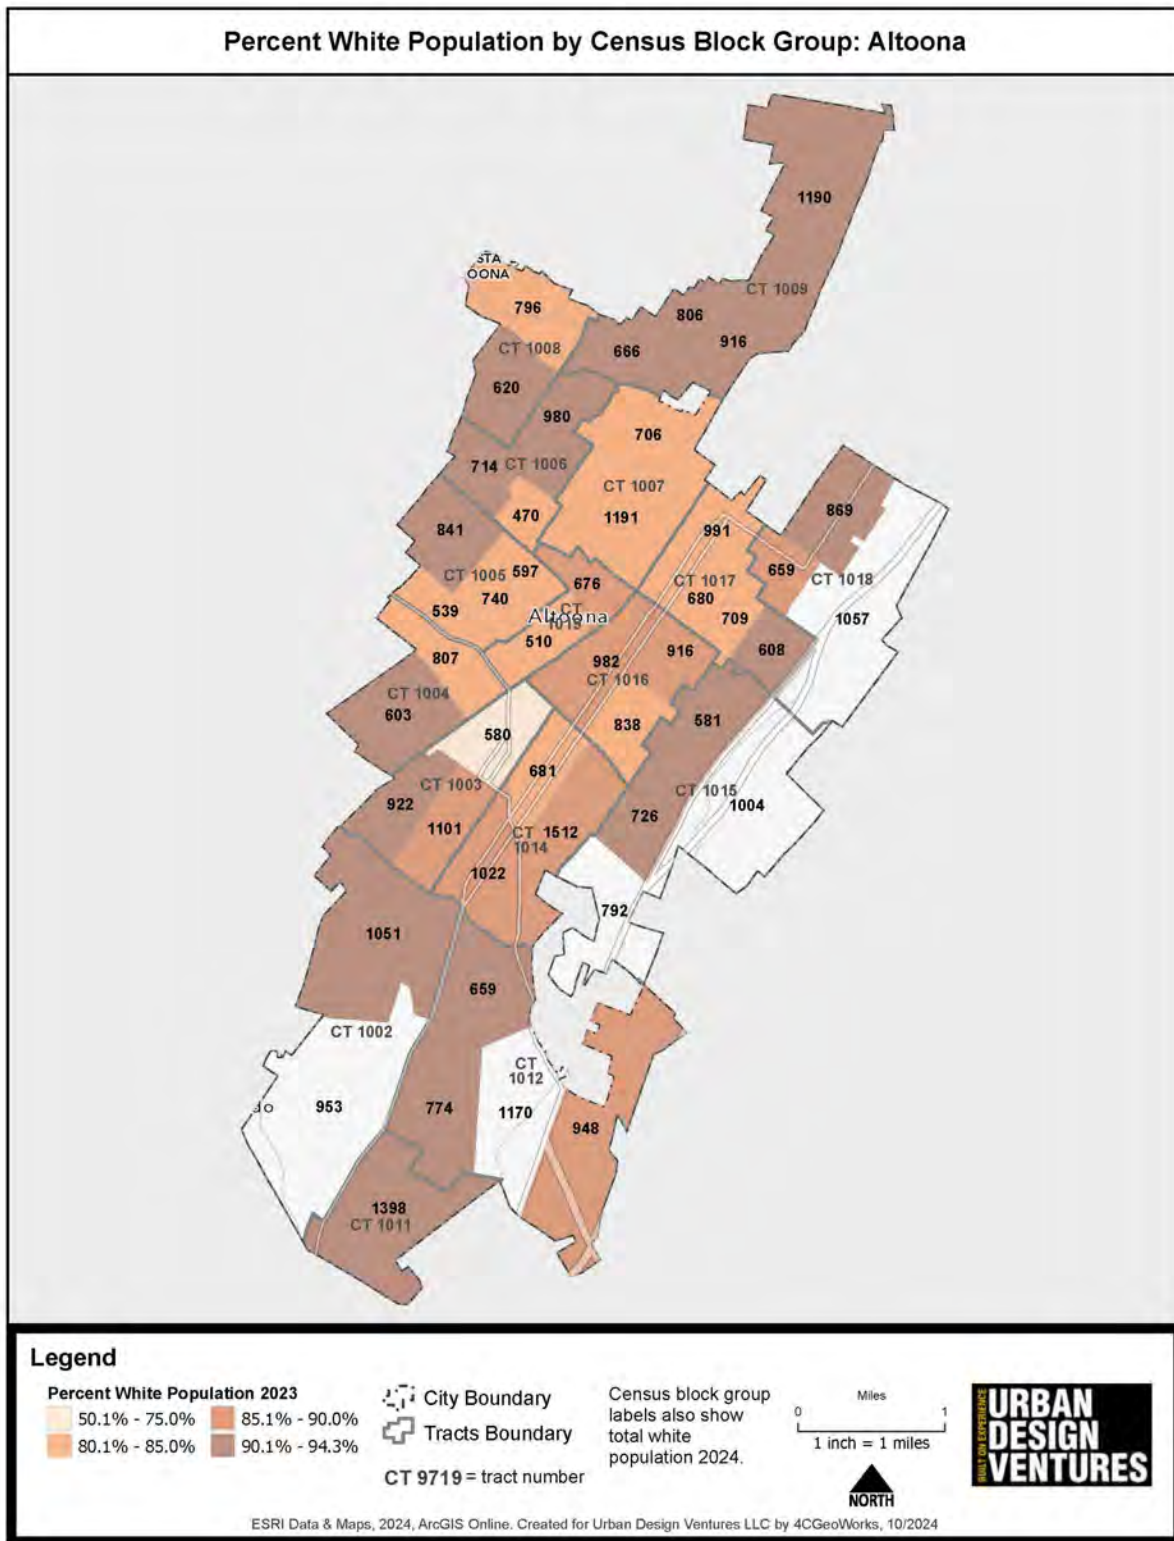 Percent White Population by Census Block Group: Altoona
1190
STA
OONA
CT 1009
796
806
916
CT 1008
666
620
980
706
714
CT 1006
CT 1007
869
470
1191
841
991
597
659
CT 1005
676
CT 1017
CT 1018
740
680
539
CT
1019
Altoona
709
1057
510
807
916
608
982
CT 1016
CT 1004
603
581
838
580
681
CT 1003
CT 1015
922
1004
1101
726
CT
1014
1512
1022
792
1051
659
CT 1002
CT
1012
do
953
774
1170
948
1398
CT 1011
Legend
Percent White Population 2023
50.1% - 75.0%
85.1% - 90.0%
80.1% - 85.0%
90.1% - 94.3%
City Boundary
Tracts Boundary
CT 9719 = tract number
Census block group
labels also show
total white
population 2024.
Miles
0
1
1 inch = 1 miles
NORTH
BUILT ON EXPERIENCE
URBAN
DESIGN
VENTURES
ESRI Data & Maps, 2024, ArcGIS Online. Created for Urban Design Ventures LLC by 4CGeoWorks, 10/2024